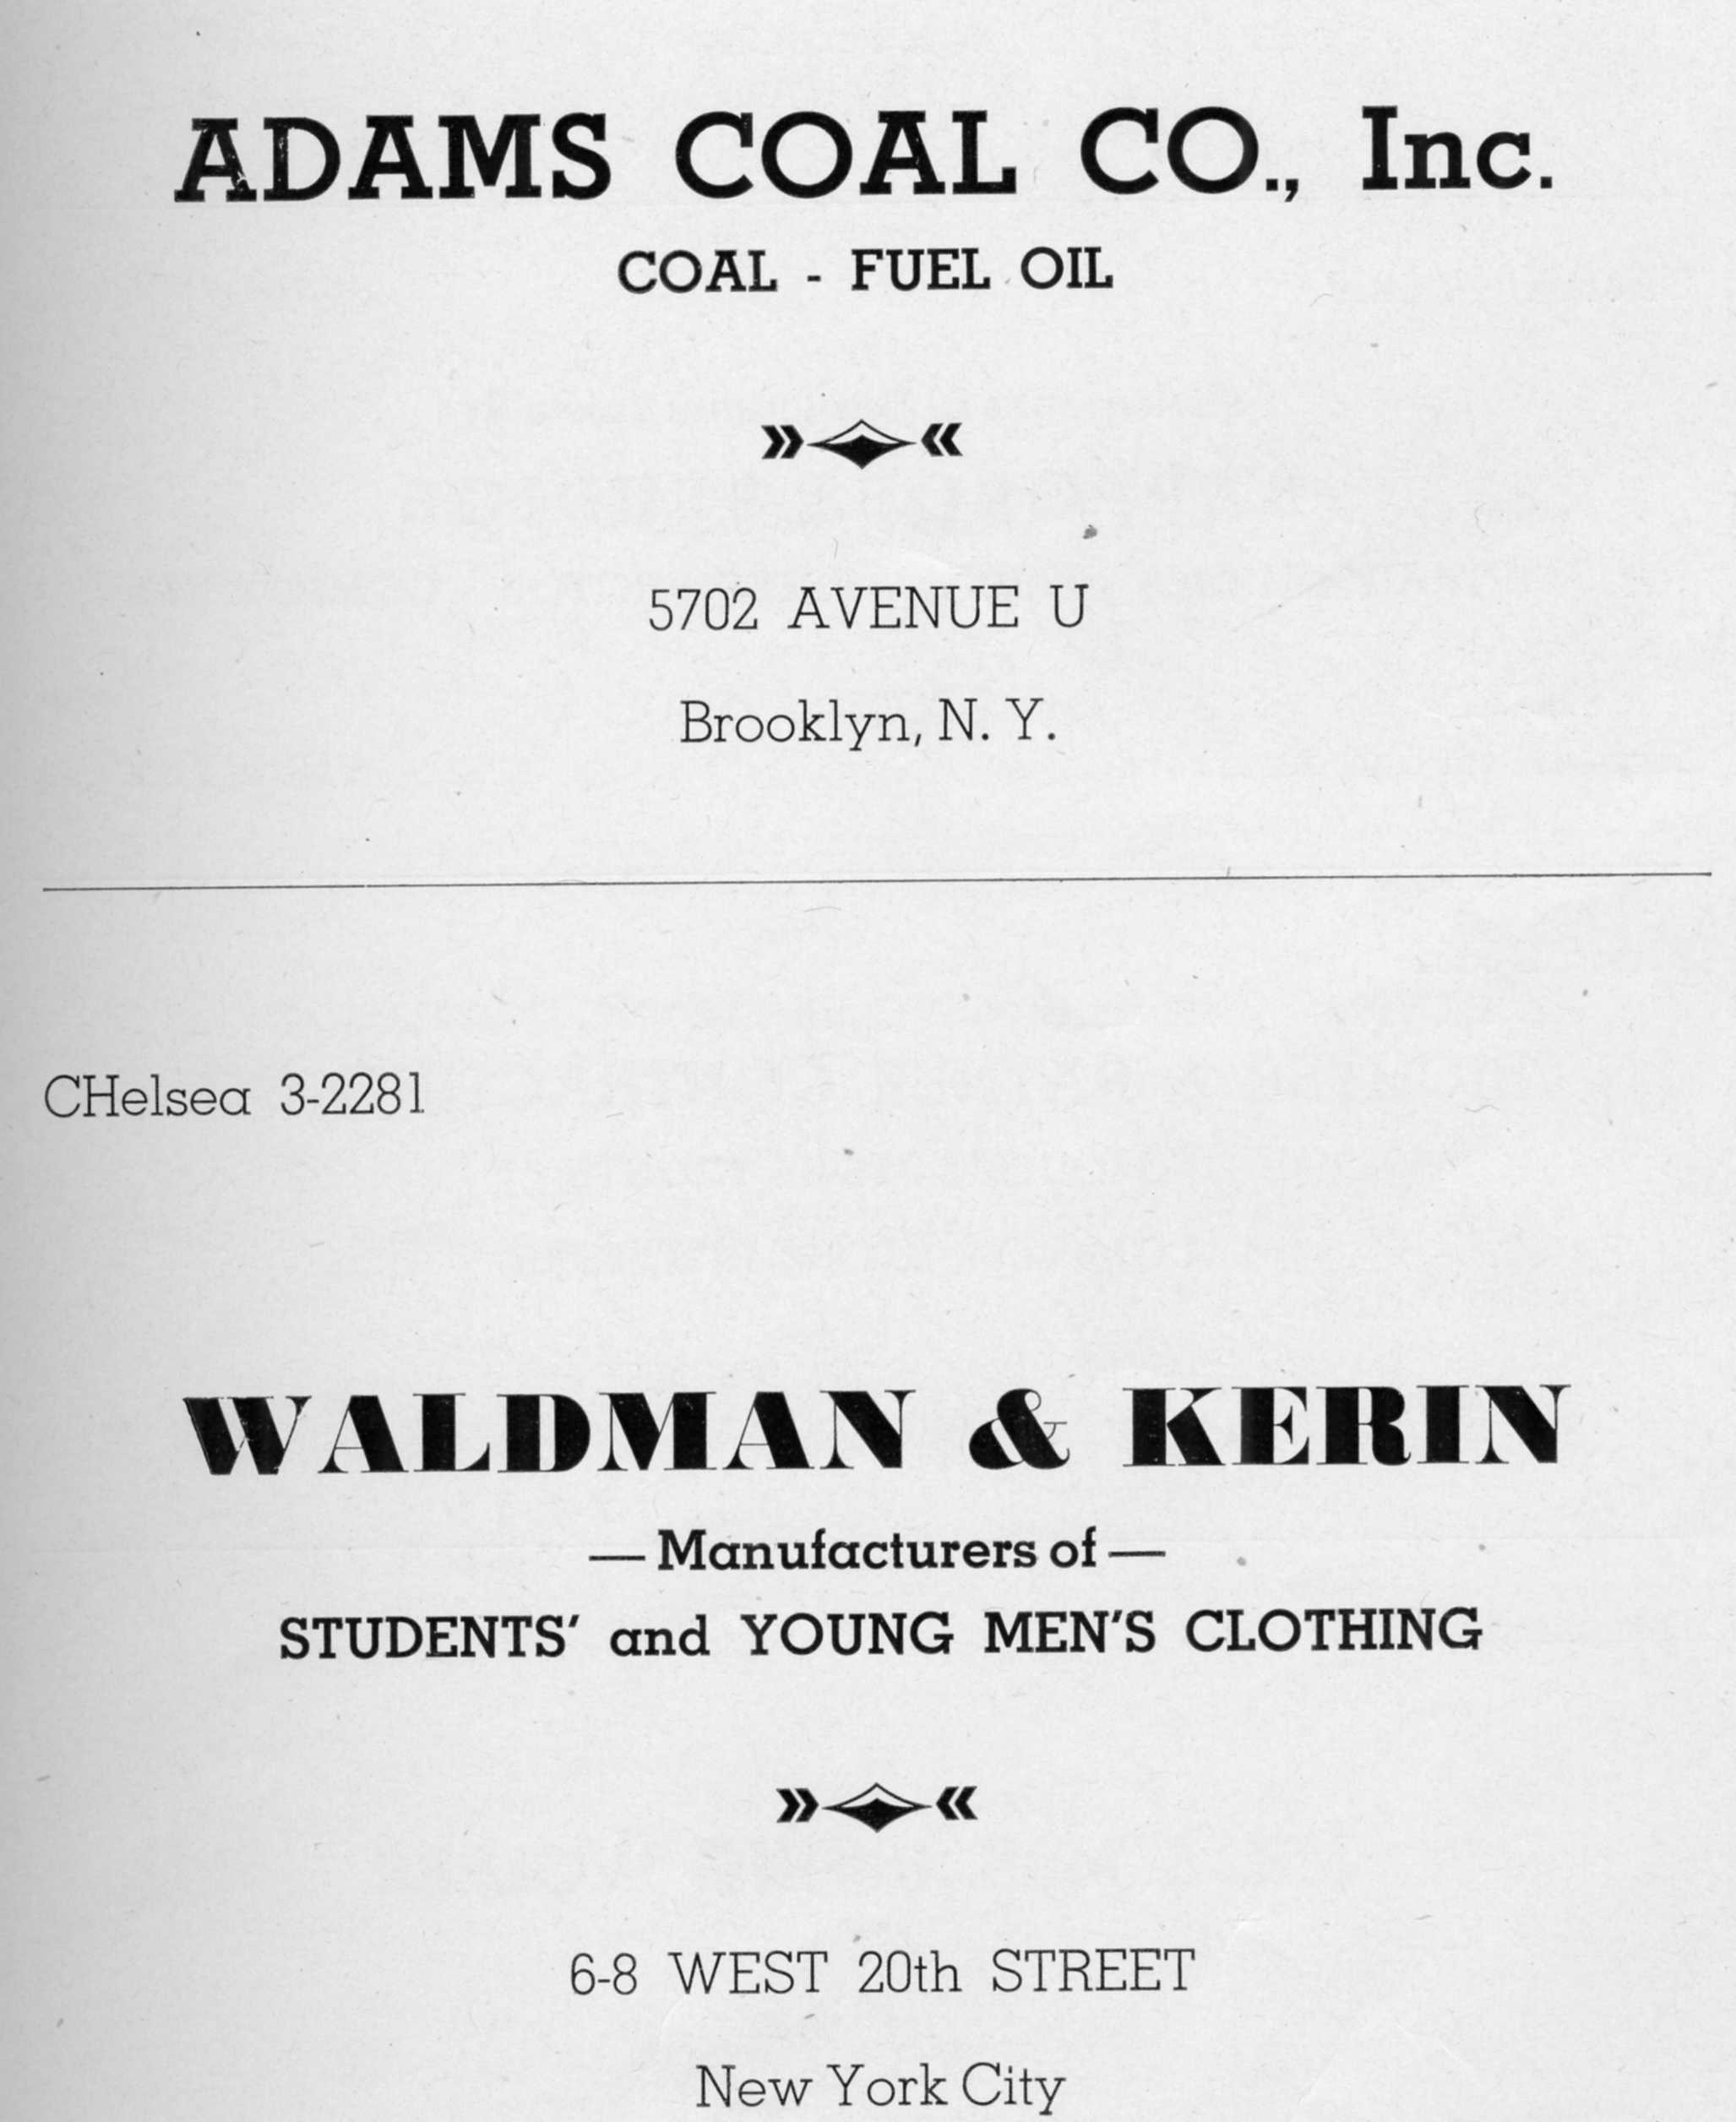 ADAMS COAL CO., Inc.
COAL - FUEL OIL
5702 AVENUE U
Brooklyn, N. Y.
CHelsea 3-2281
WALDMAN & KERIN
— Manufacturers of —
STUDENTS' and YOUNG MEN'S CLOTHING
6-8 WEST 20th STREET
New York City